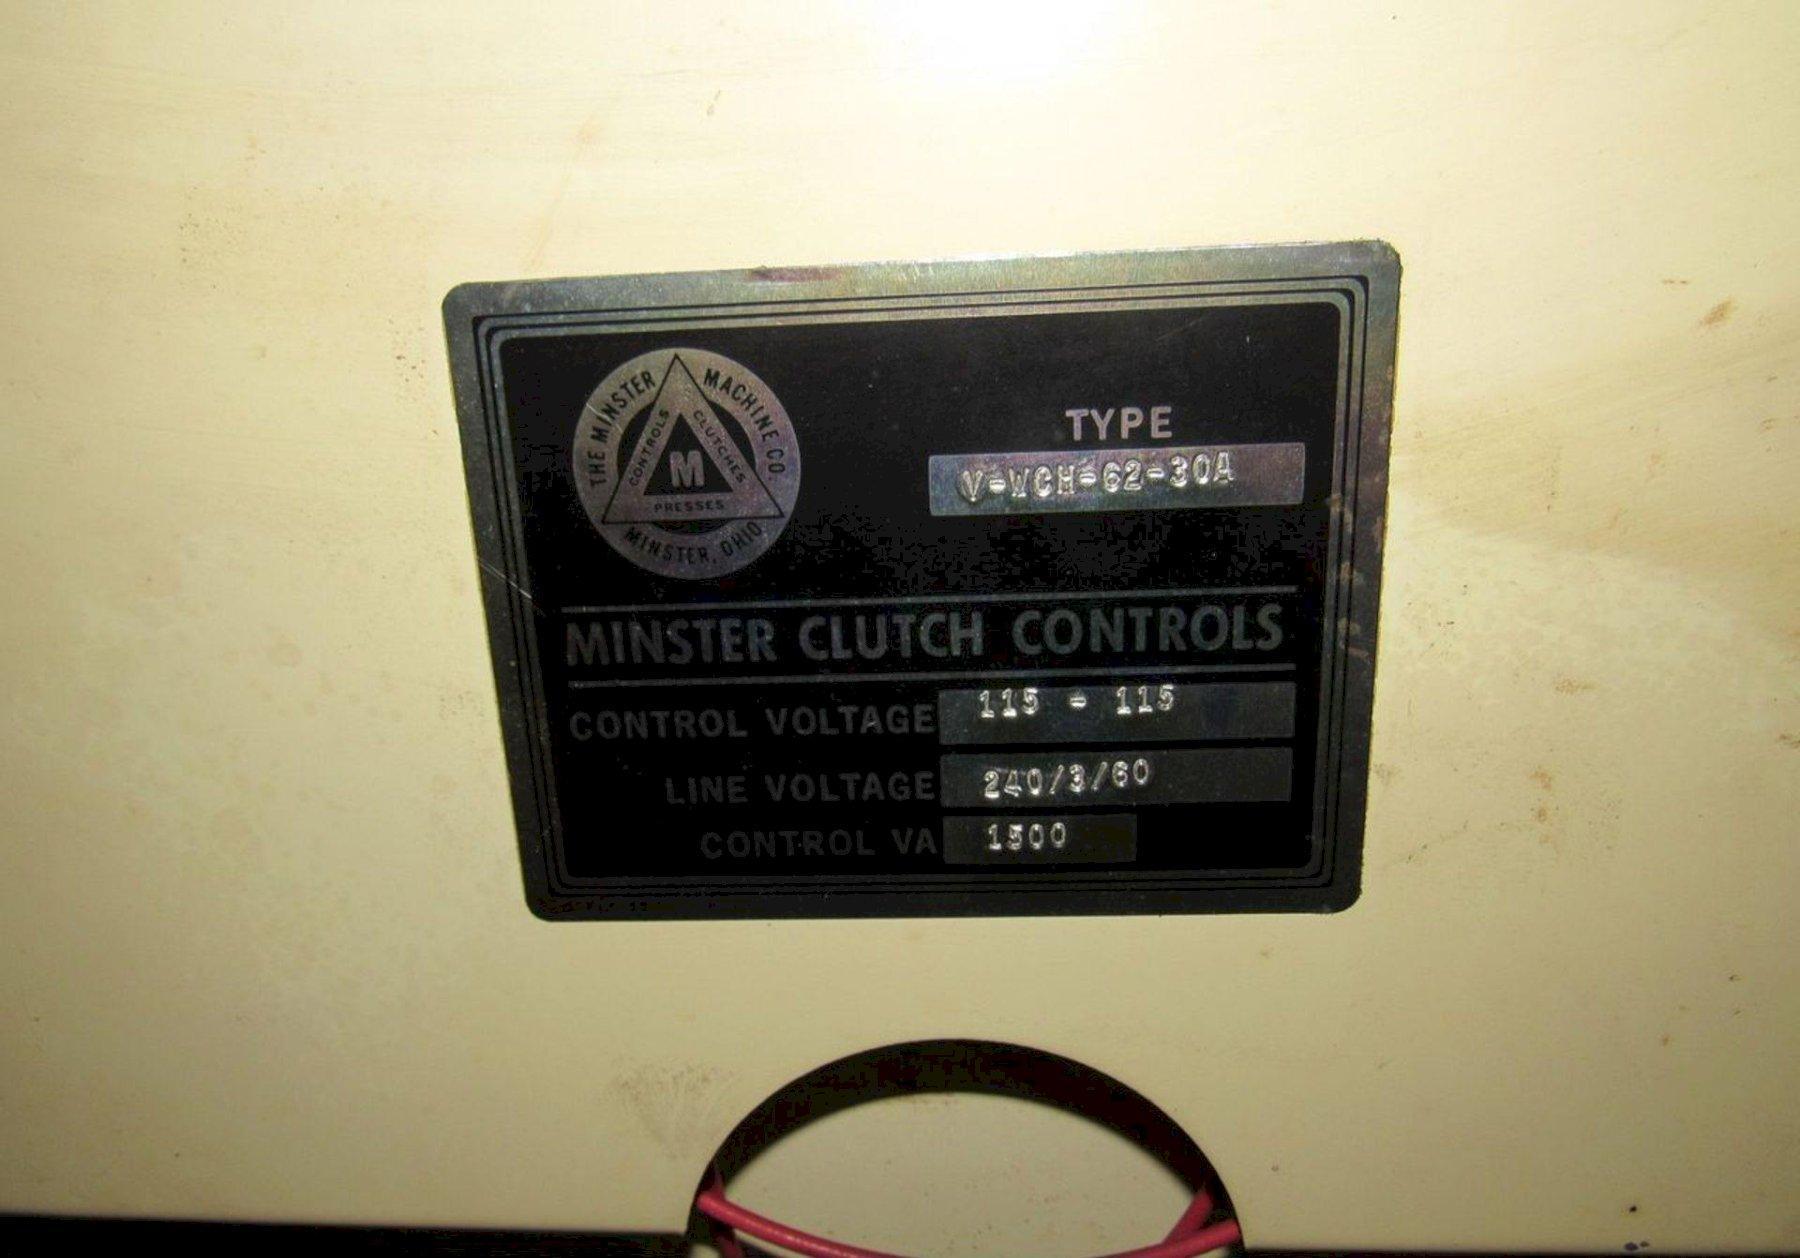 THE MINSTER MACHINE CO.
CONTROLS CLUTCHES
M
PRESSES
MINSTER, OHIO
TYPE
V-WCH-62-30A
MINSTER CLUTCH CONTROLS
CONTROL VOLTAGE 115 - 115
LINE VOLTAGE 240/3/60
CONTROL VA 1500